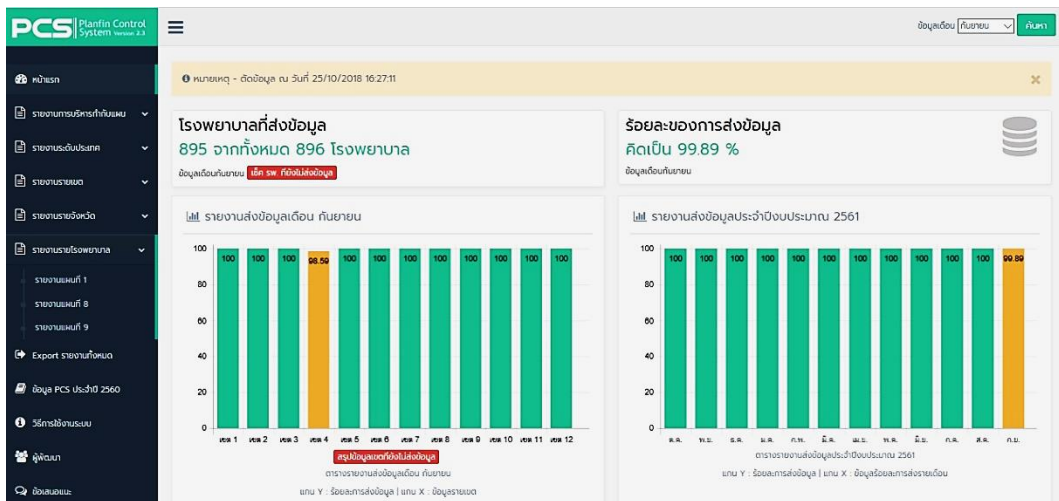 PCS Planfin Control System Version 2.3
ข้อมูลเดือน กันยายน ค้นหา
หน้าแรก
รายงานการบริหารกำกับแผน
รายงานระดับประเทศ
รายงานรายเขต
รายงานรายจังหวัด
รายงานรายโรงพยาบาล
รายงานแผนที่ 1
รายงานแผนที่ 8
รายงานแผนที่ 9
Export รายงานทั้งหมด
ข้อมูล PCS ประจำปี 2560
วิธีการใช้งานระบบ
ผู้พัฒนา
ข้อเสนอแนะ
หมายเหตุ - ตัดข้อมูล ณ วันที่ 25/10/2018 16:27:11
โรงพยาบาลที่ส่งข้อมูล
895 จากทั้งหมด 896 โรงพยาบาล
ข้อมูลเดือนกันยายน เช็ค รพ. ที่ยังไม่ส่งข้อมูล
ร้อยละของการส่งข้อมูล
คิดเป็น 99.89 %
ข้อมูลเดือนกันยายน
รายงานส่งข้อมูลเดือน กันยายน
100 100 100 100 98.59 100 100 100 100 100 100 100 100
80
60
40
20
0
เขต 1 เขต 2 เขต 3 เขต 4 เขต 5 เขต 6 เขต 7 เขต 8 เขต 9 เขต 10 เขต 11 เขต 12
สรุปข้อมูลเขตที่ยังไม่ส่งข้อมูล
ตารางรายงานส่งข้อมูลเดือน กันยายน
แกน Y : ร้อยละการส่งข้อมูล | แกน X : ข้อมูลรายเขต
รายงานส่งข้อมูลประจำปีงบประมาณ 2561
100 100 100 100 100 100 100 100 100 100 100 100 99.89
80
60
40
20
0
ต.ค. พ.ย. ธ.ค. ม.ค. ก.พ. มี.ค. เม.ย. พ.ค. มิ.ย. ก.ค. ส.ค. ก.ย.
ตารางรายงานส่งข้อมูลประจำปีงบประมาณ 2561
แกน Y : ร้อยละการส่งข้อมูล | แกน X : ข้อมูลร้อยละการส่งรายเดือน